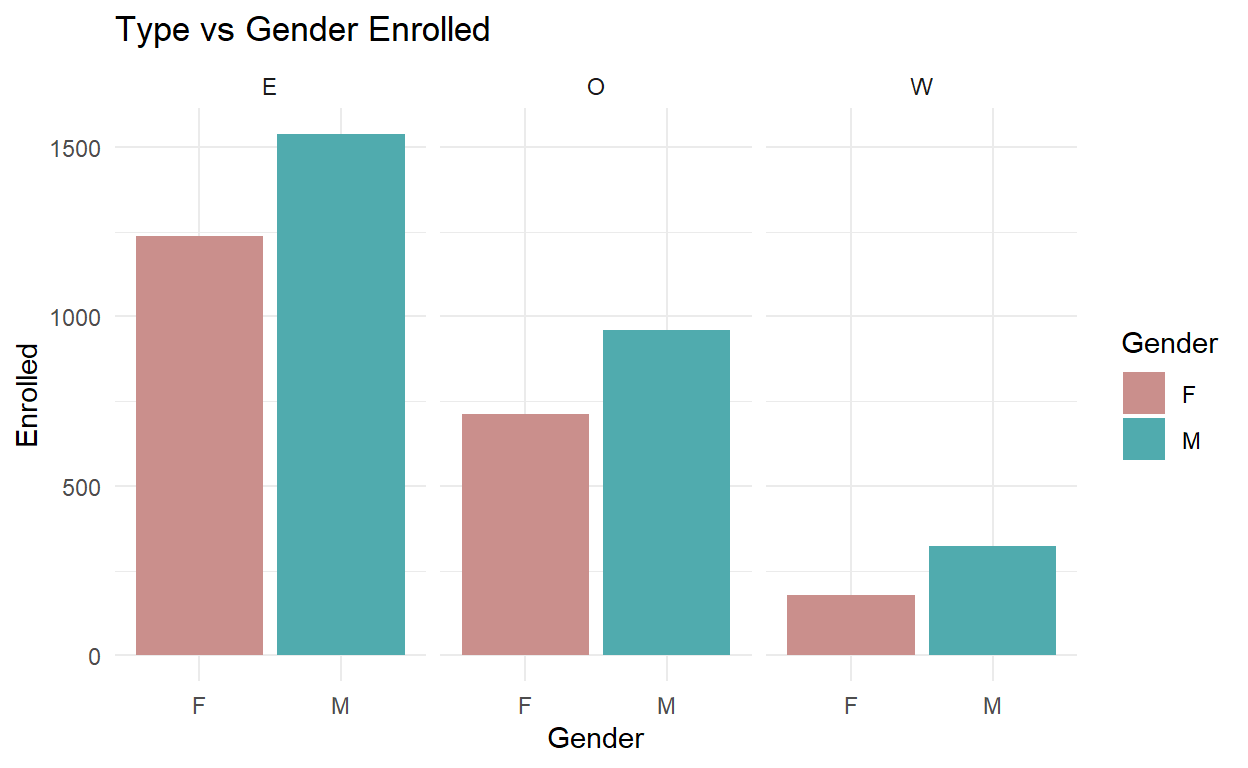 Type vs Gender Enrolled
E O W
1500
1000
500
0
Enrolled
F M F M F M
Gender
Gender
F
M